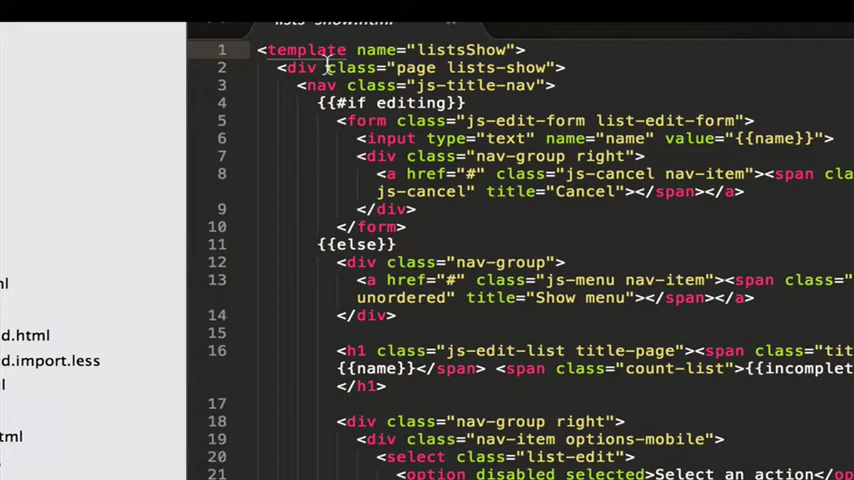 lists-show.html
1 <template name="listsShow">
2 <div class="page lists-show">
3 <nav class="js-title-nav">
4 {{#if editing}}
5 <form class="js-edit-form list-edit-form">
6 <input type="text" name="name" value="{{name}}">
7 <div class="nav-group right">
8 <a href="#" class="js-cancel nav-item"><span cla
js-cancel" title="Cancel"></span></a>
9 </div>
10 </form>
11 {{else}}
12 <div class="nav-group">
13 <a href="#" class="js-menu nav-item"><span class="
unordered" title="Show menu"></span></a>
14 </div>
15
16 <h1 class="js-edit-list title-page"><span class="tit
{{name}}</span> <span class="count-list">{{incomplet
</h1>
17
18 <div class="nav-group right">
19 <div class="nav-item options-mobile">
20 <select class="list-edit">
21 <option disabled selected>Select an action</op
ml
d.html
d.import.less
ml